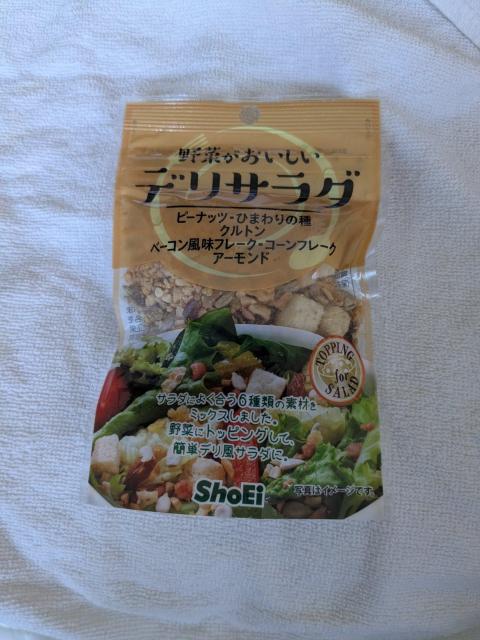 野菜がおいしい
デリサラダ
ピーナッツ-ひまわりの種
クルトン
ベーコン風味フレーク-コーンフレーク
アーモンド
TOPPING
for
SALAD
サラダによく合う6種類の素材を
ミックスしました。
野菜にトッピングして、
簡単デリ風サラダに。
ShoEi
写真はイメージです。